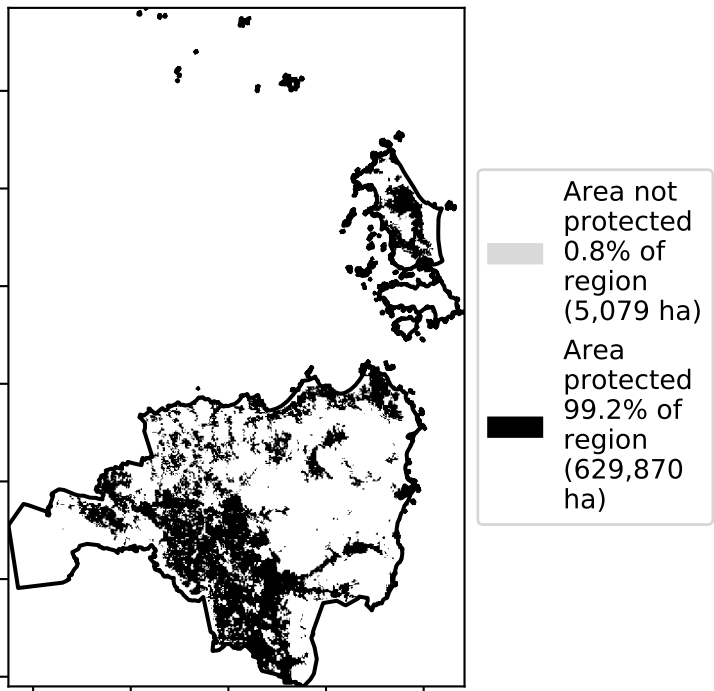 Area not
protected
0.8% of
region
(5,079 ha)
Area
protected
99.2% of
region
(629,870
ha)